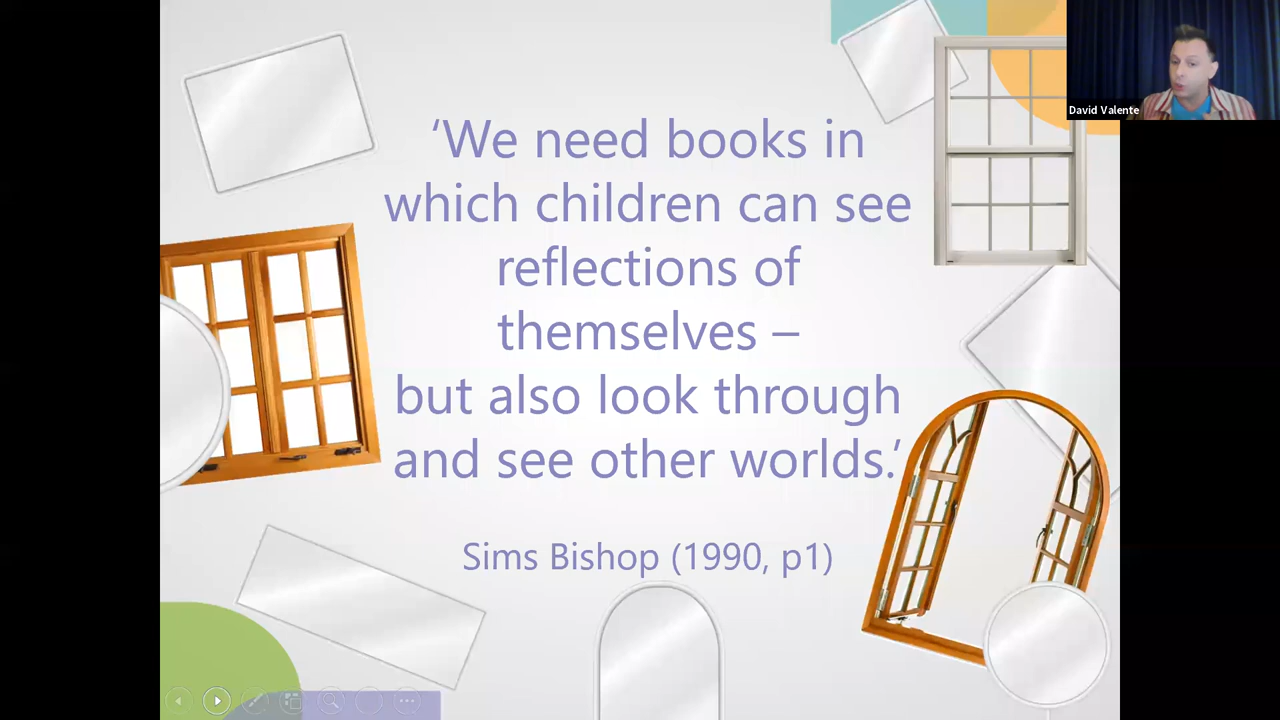 David Valente
‘We need books in
which children can see
reflections of
themselves –
but also look through
and see other worlds.’
Sims Bishop (1990, p1)